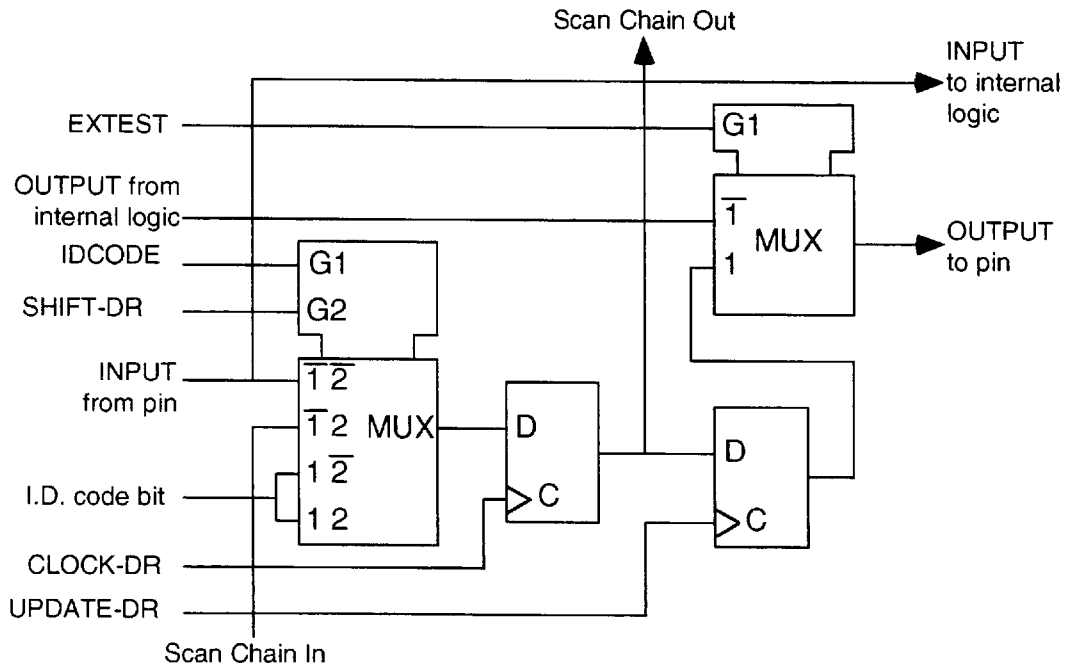 Scan Chain Out
INPUT
to internal
logic
EXTEST
G1
OUTPUT from
internal logic
1̅
MUX
1
OUTPUT
to pin
IDCODE
G1
SHIFT-DR
G2
INPUT
from pin
1̅ 2̅
1̅ 2
MUX
1 2̅
1 2
D
C
D
C
I.D. code bit
CLOCK-DR
UPDATE-DR
Scan Chain In